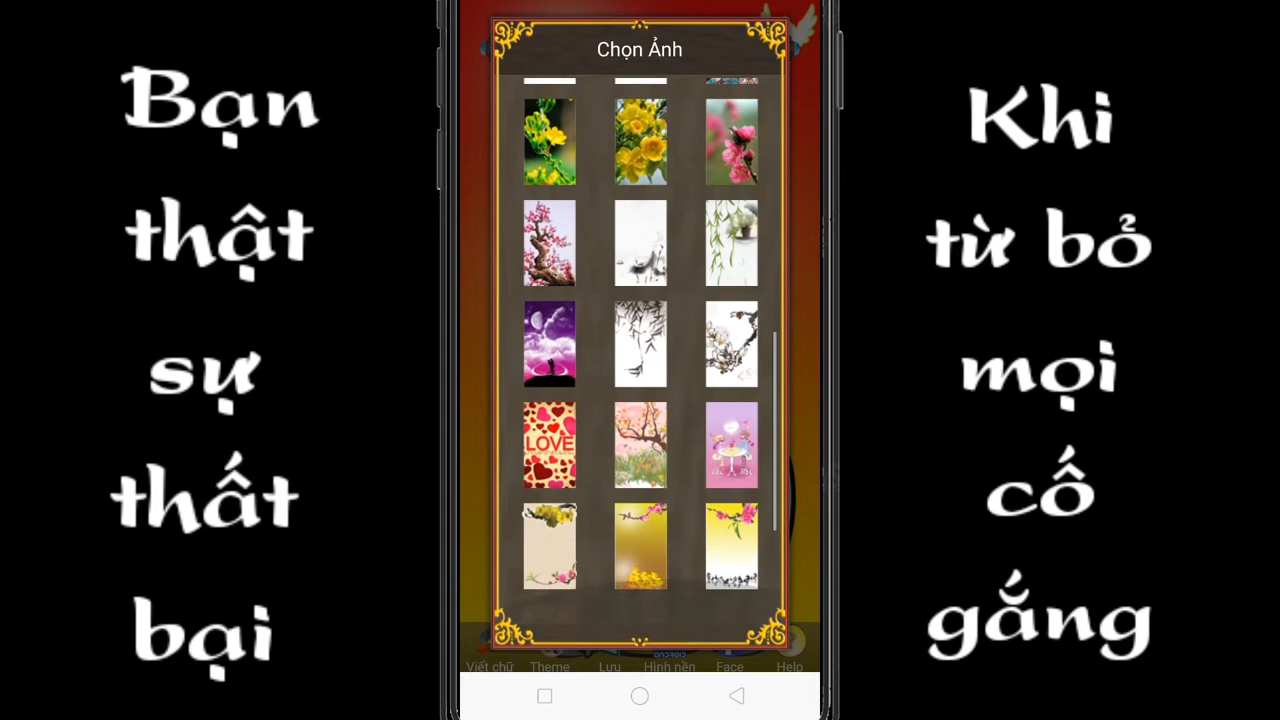 Bạn
thật
sự
thất
bại
Chọn Ảnh
LOVE
Viết chữ
Theme
Lưu
Hình nền
Face
Help
Khi
từ bỏ
mọi
cố
gắng